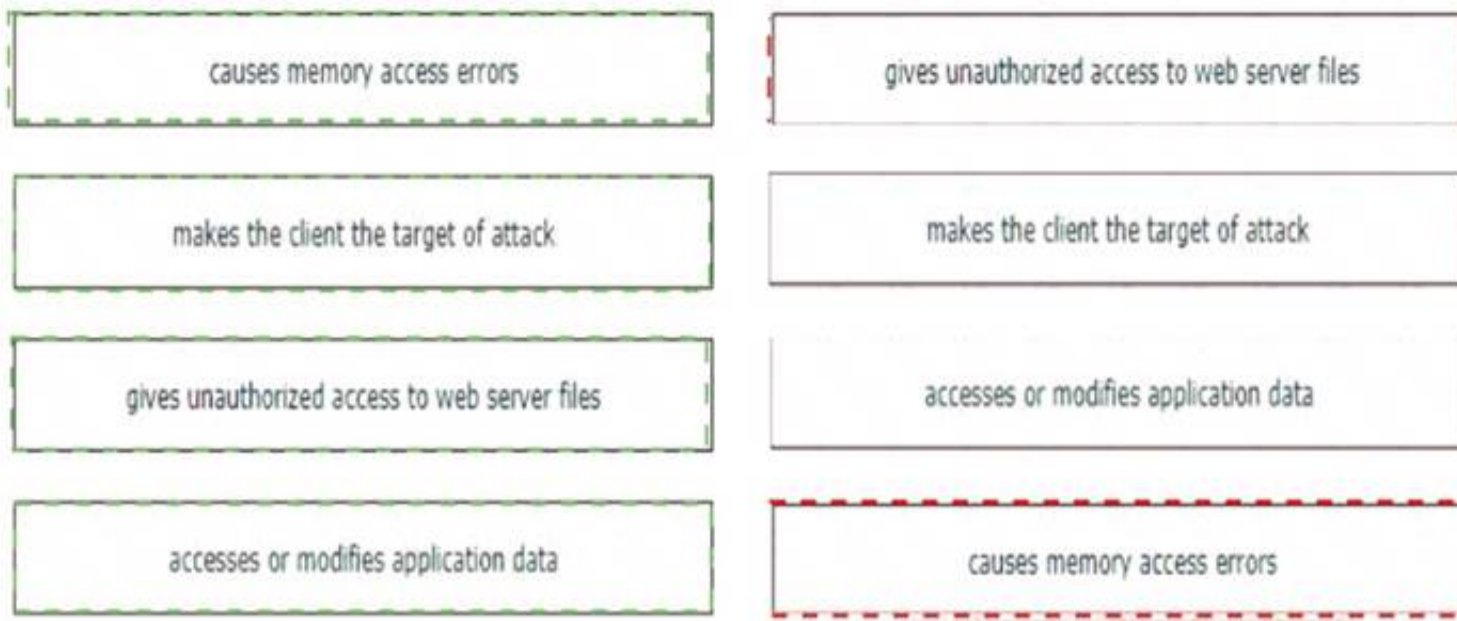 causes memory access errors
gives unauthorized access to web server files
makes the client the target of attack
makes the client the target of attack
gives unauthorized access to web server files
accesses or modifies application data
accesses or modifies application data
causes memory access errors